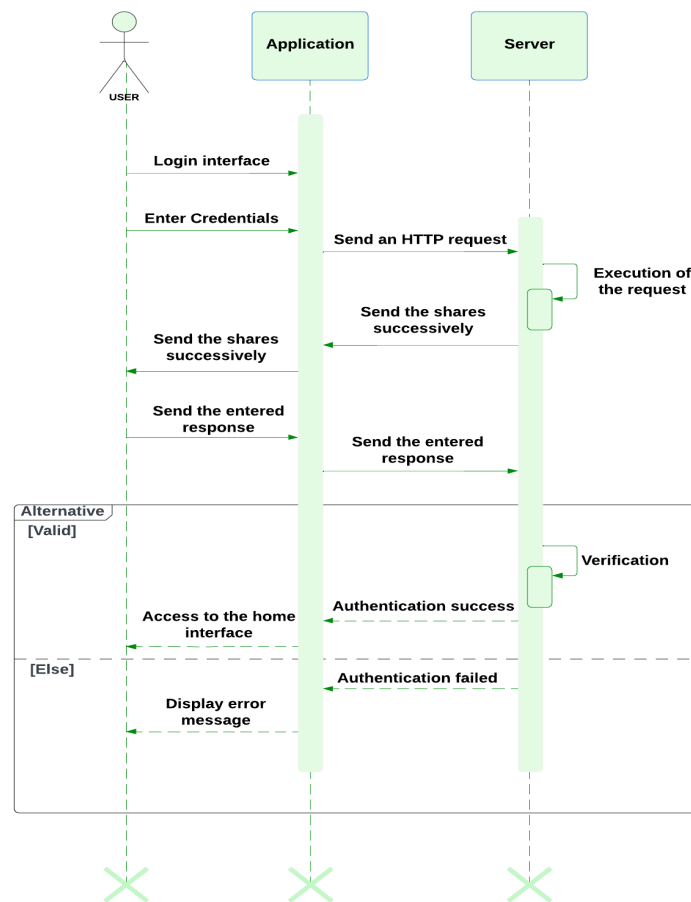 Application
Server
USER
Login interface
Enter Credentials
Send an HTTP request
Execution of
the request
Send the shares
successively
Send the shares
successively
Send the entered
response
Send the entered
response
Alternative
[Valid]
Verification
Authentication success
Access to the home
interface
[Else]
Authentication failed
Display error
message